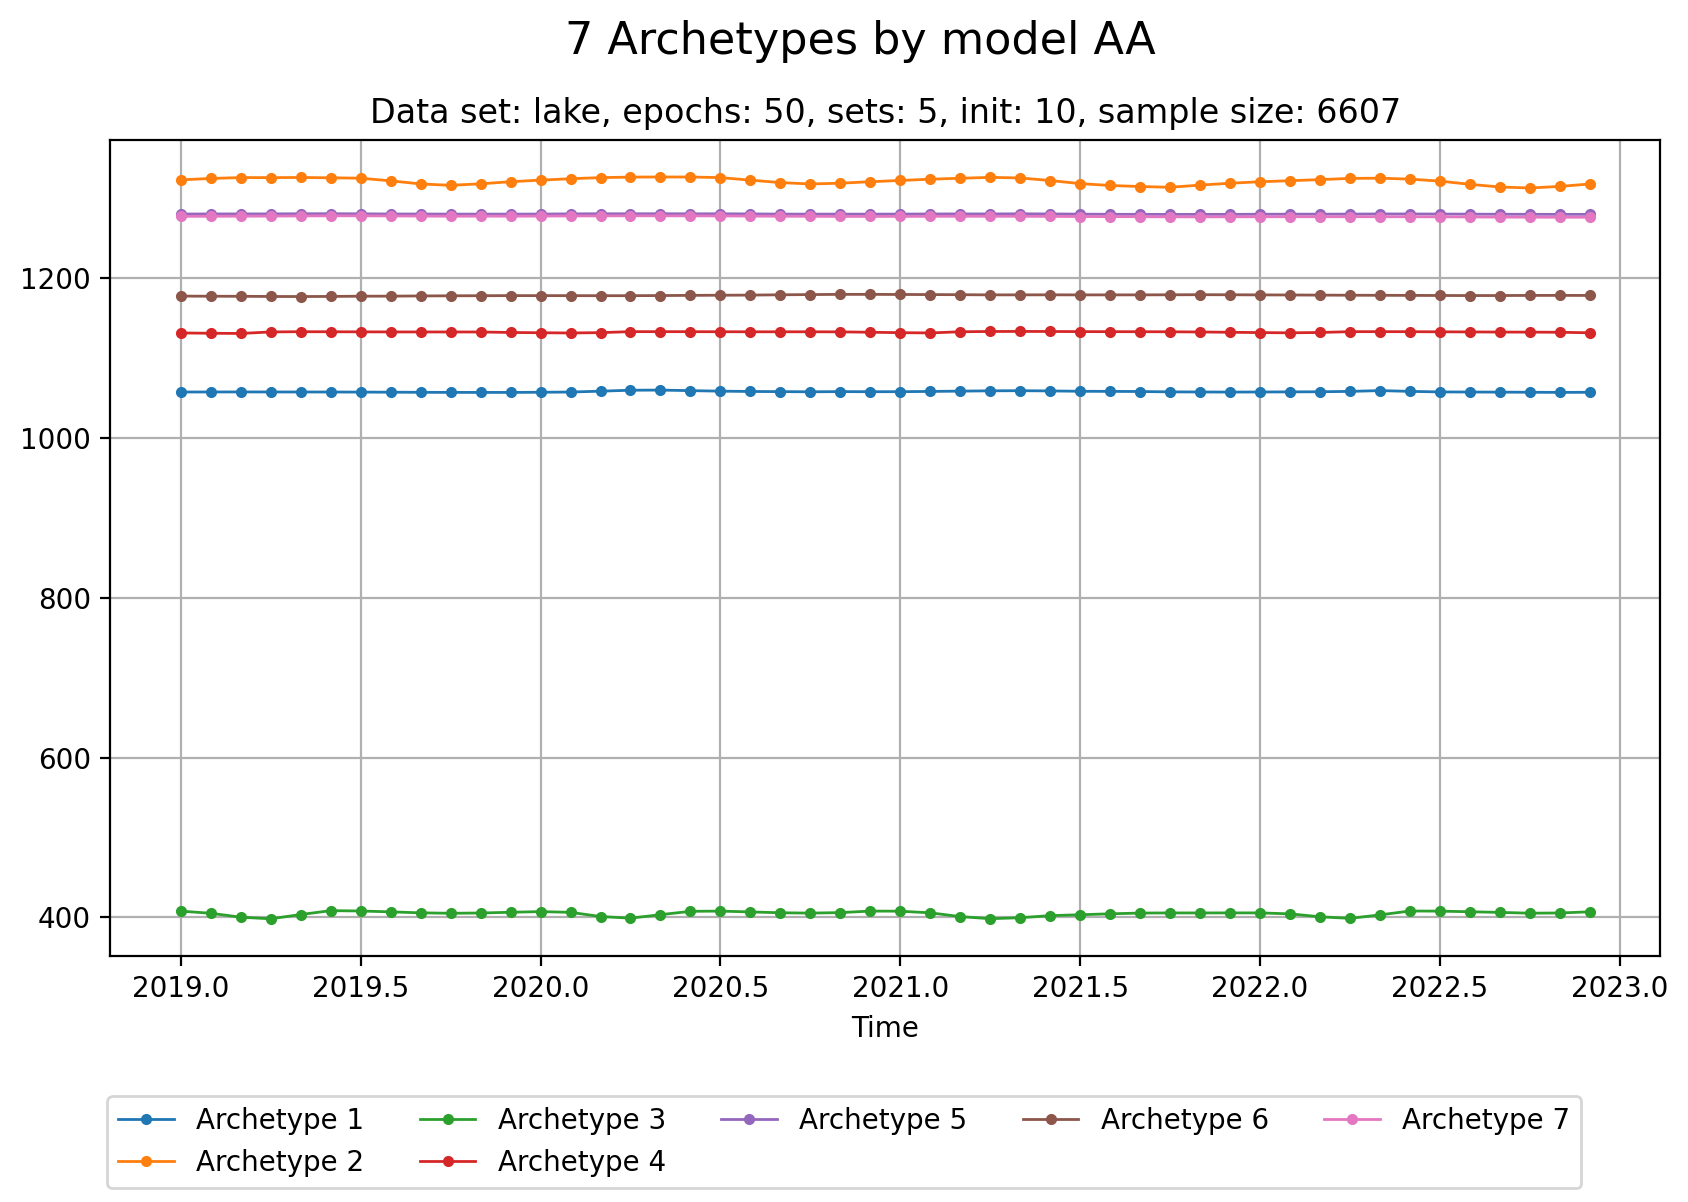 7 Archetypes by model AA
Data set: lake, epochs: 50, sets: 5, init: 10, sample size: 6607
1200
1000
800
600
400
2019.0 2019.5 2020.0 2020.5 2021.0 2021.5 2022.0 2022.5 2023.0
Time
Archetype 1 Archetype 3 Archetype 5 Archetype 6 Archetype 7
Archetype 2 Archetype 4